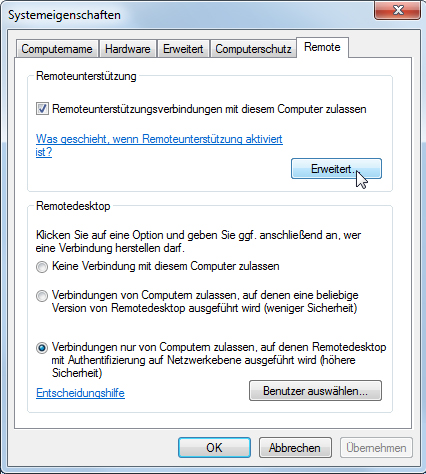 Systemeigenschaften
Computername Hardware Erweitert Computerschutz Remote
Remoteunterstützung
Remoteunterstützungsverbindungen mit diesem Computer zulassen
Was geschieht, wenn Remoteunterstützung aktiviert
ist?
Erweitert...
Remotedesktop
Klicken Sie auf eine Option und geben Sie ggf. anschließend an, wer
eine Verbindung herstellen darf.
Keine Verbindung mit diesem Computer zulassen
Verbindungen von Computern zulassen, auf denen eine beliebige
Version von Remotedesktop ausgeführt wird (weniger Sicherheit)
Verbindungen nur von Computern zulassen, auf denen Remotedesktop
mit Authentifizierung auf Netzwerkebene ausgeführt wird (höhere
Sicherheit)
Entscheidungshilfe
Benutzer auswählen...
OK Abbrechen Übernehmen